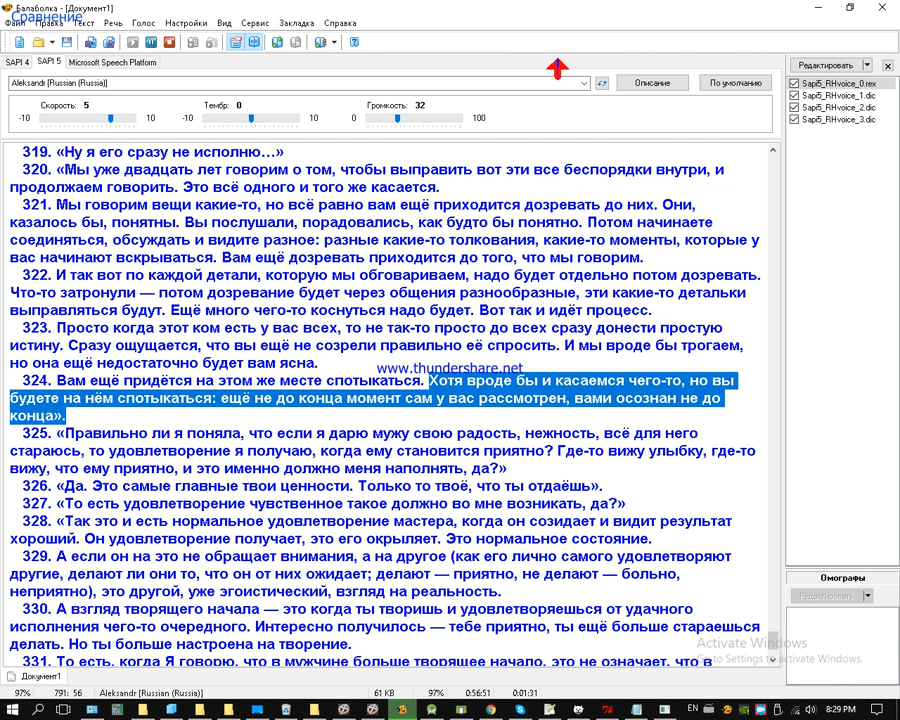 Балаболка - [Документ1]
Сравнение
Файл Правка Текст Речь Голос Настройки Вид Сервис Закладка Справка
SAPI 4 SAPI 5 Microsoft Speech Platform
Aleksandr [Russian (Russia)]
Описание По умолчанию
Скорость: 5 Тембр: 0 Громкость: 32
-10 10 -10 10 0 100
Редактировать
Sapi5_RHvoice_0.rex
Sapi5_RHvoice_1.dic
Sapi5_RHvoice_2.dic
Sapi5_RHvoice_3.dic
319. «Ну я его сразу не исполню…»
320. «Мы уже двадцать лет говорим о том, чтобы выправить вот эти все беспорядки внутри, и
продолжаем говорить. Это всё одного и того же касается.
321. Мы говорим вещи какие-то, но всё равно вам ещё приходится дозревать до них. Они,
казалось бы, понятны. Вы послушали, порадовались, как будто бы понятно. Потом начинаете
соединяться, обсуждать и видите разное: разные какие-то толкования, какие-то моменты, которые у
вас начинают вскрываться. Вам ещё дозревать приходится до того, что мы говорим.
322. И так вот по каждой детали, которую мы обговариваем, надо будет отдельно потом дозревать.
Что-то затронули — потом дозревание будет через общения разнообразные, эти какие-то детальки
выправляться будут. Ещё много чего-то коснуться надо будет. Вот так и идёт процесс.
323. Просто когда этот ком есть у вас всех, то не так-то просто до всех сразу донести простую
истину. Сразу ощущается, что вы ещё не созрели правильно её спросить. И мы вроде бы трогаем,
но она ещё недостаточно будет вам ясна.
www.thundershare.net
324. Вам ещё придётся на этом же месте спотыкаться. Хотя вроде бы и касаемся чего-то, но вы
будете на нём спотыкаться: ещё не до конца момент сам у вас рассмотрен, вами осознан не до
конца».
325. «Правильно ли я поняла, что если я дарю мужу свою радость, нежность, всё для него
стараюсь, то удовлетворение я получаю, когда ему становится приятно? Где-то вижу улыбку, где-то
вижу, что ему приятно, и это именно должно меня наполнять, да?»
326. «Да. Это самые главные твои ценности. Только то твоё, что ты отдаёшь».
327. «То есть удовлетворение чувственное такое должно во мне возникать, да?»
328. «Так это и есть нормальное удовлетворение мастера, когда он созидает и видит результат
хороший. Он удовлетворение получает, это его окрыляет. Это нормальное состояние.
329. А если он на это не обращает внимания, а на другое (как его лично самого удовлетворяют
другие, делают ли они то, что он от них ожидает; делают — приятно, не делают — больно,
неприятно), это другой, уже эгоистический, взгляд на реальность.
330. А взгляд творящего начала — это когда ты творишь и удовлетворяешься от удачного
исполнения чего-то очередного. Интересно получилось — тебе приятно, ты ещё больше стараешься
делать. Но ты больше настроена на творение.
331. То есть, когда Я говорю, что в мужчине больше творящее начало, это не означает, что в
Омографы
Редактировать
Activate Windows
Go to Settings to activate Windows.
Документ1
97% 791: 56 Aleksandr [Russian (Russia)] 61 KB 97% 0:56:51 0:01:31
EN 8:29 PM